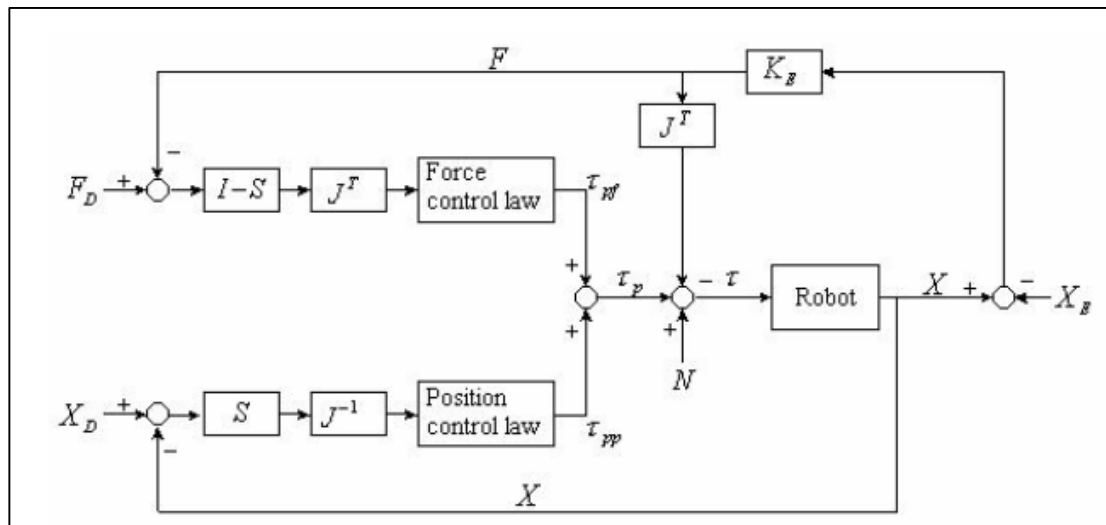 F
K_E
J^T
−
F_D
+
I−S
J^T
Force
control law
τ_pf
+
+
τ_p
−
τ
+
N
Robot
X
+
−
X_E
X_D
+
−
S
J^{-1}
Position
control law
τ_pp
X